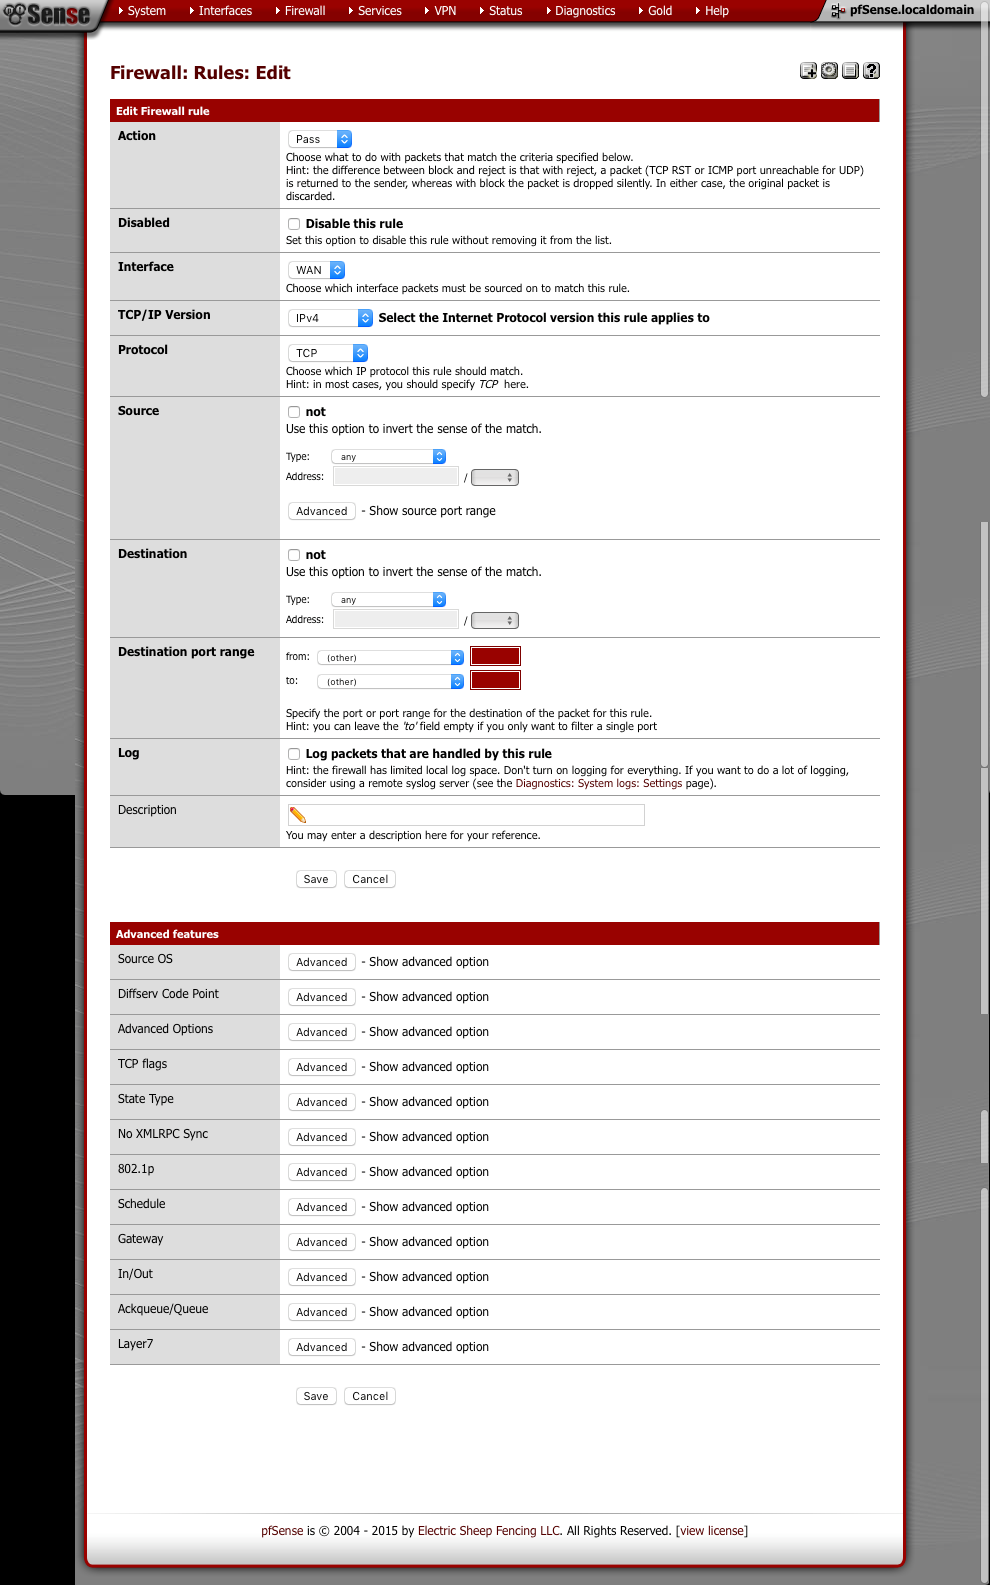 Sense
System Interfaces Firewall Services VPN Status Diagnostics Gold Help
pfSense.localdomain
Firewall: Rules: Edit
Edit Firewall rule
Action
Pass
Choose what to do with packets that match the criteria specified below.
Hint: the difference between block and reject is that with reject, a packet (TCP RST or ICMP port unreachable for UDP)
is returned to the sender, whereas with block the packet is dropped silently. In either case, the original packet is
discarded.
Disabled
Disable this rule
Set this option to disable this rule without removing it from the list.
Interface
WAN
Choose which interface packets must be sourced on to match this rule.
TCP/IP Version
IPv4 Select the Internet Protocol version this rule applies to
Protocol
TCP
Choose which IP protocol this rule should match.
Hint: in most cases, you should specify TCP here.
Source
not
Use this option to invert the sense of the match.
Type: any
Address: /
Advanced - Show source port range
Destination
not
Use this option to invert the sense of the match.
Type: any
Address: /
Destination port range
from: (other)
to: (other)
Specify the port or port range for the destination of the packet for this rule.
Hint: you can leave the 'to' field empty if you only want to filter a single port
Log
Log packets that are handled by this rule
Hint: the firewall has limited local log space. Don't turn on logging for everything. If you want to do a lot of logging,
consider using a remote syslog server (see the Diagnostics: System logs: Settings page).
Description
You may enter a description here for your reference.
Save Cancel
Advanced features
Source OS Advanced - Show advanced option
Diffserv Code Point Advanced - Show advanced option
Advanced Options Advanced - Show advanced option
TCP flags Advanced - Show advanced option
State Type Advanced - Show advanced option
No XMLRPC Sync Advanced - Show advanced option
802.1p Advanced - Show advanced option
Schedule Advanced - Show advanced option
Gateway Advanced - Show advanced option
In/Out Advanced - Show advanced option
Ackqueue/Queue Advanced - Show advanced option
Layer7 Advanced - Show advanced option
Save Cancel
pfSense is © 2004 - 2015 by Electric Sheep Fencing LLC. All Rights Reserved. [view license]